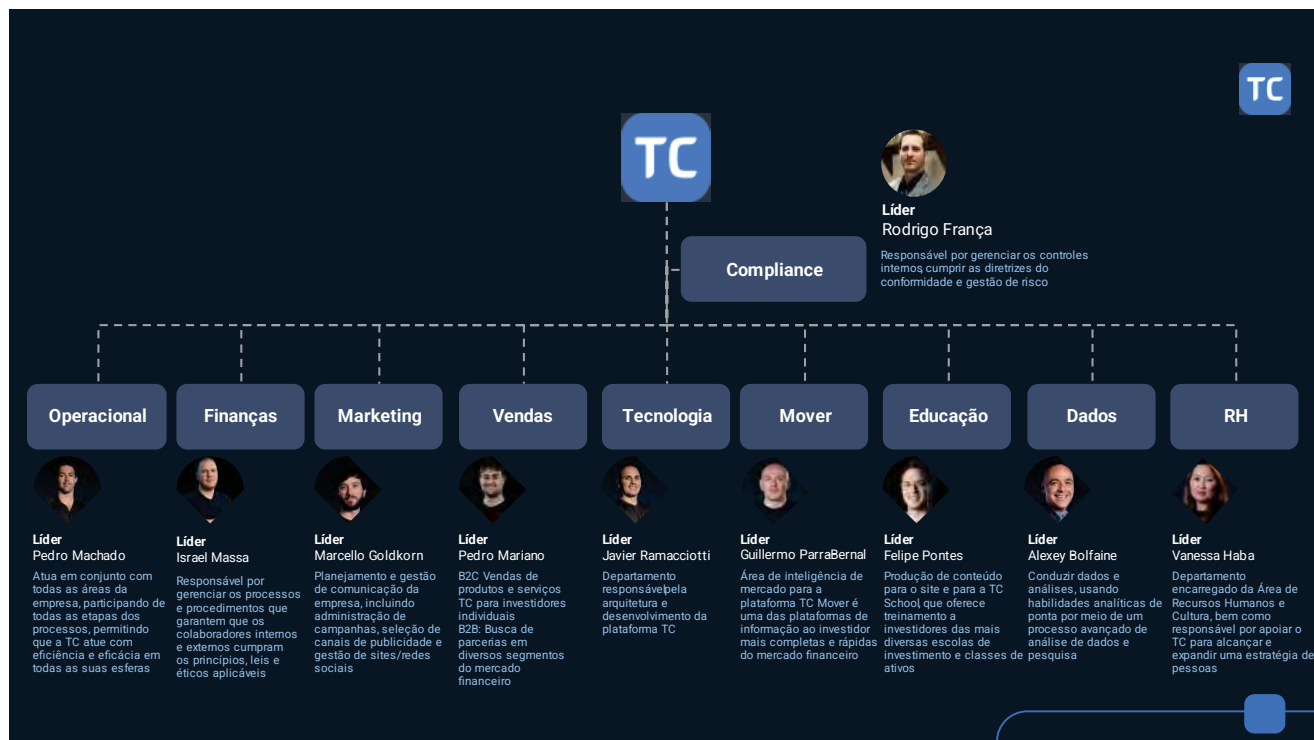 TC
TC
Líder
Rodrigo França
Responsável por gerenciar os controles
internos, cumprir as diretrizes do
conformidade e gestão de risco
Compliance
Operacional
Finanças
Marketing
Vendas
Tecnologia
Mover
Educação
Dados
RH
Líder
Pedro Machado
Atua em conjunto com
todas as áreas da
empresa, participando de
todas as etapas dos
processos, permitindo
que a TC atue com
eficiência e eficácia em
todas as suas esferas
Líder
Israel Massa
Responsável por
gerenciar os processos
e procedimentos que
garantem que os
colaboradores internos
e externos cumpram
os princípios, leis e
éticos aplicáveis
Líder
Marcello Goldkorn
Planejamento e gestão
de comunicação da
empresa, incluindo
administração de
campanhas, seleção de
canais de publicidade e
gestão de sites/redes
sociais
Líder
Pedro Mariano
B2C Vendas de
produtos e serviços
TC para investidores
individuais
B2B: Busca de
parcerias em
diversos segmentos
do mercado
financeiro
Líder
Javier Ramacciotti
Departamento
responsávelpela
arquitetura e
desenvolvimento da
plataforma TC
Líder
Guillermo ParraBernal
Área de inteligência de
mercado para a
plataforma TC Mover é
uma das plataformas de
informação ao investidor
mais completas e rápidas
do mercado financeiro
Líder
Felipe Pontes
Produção de conteúdo
para o site e para a TC
School, que oferece
treinamento a
investidores das mais
diversas escolas de
investimento e classes de
ativos
Líder
Alexey Bolfaine
Conduzir dados e
análises, usando
habilidades analíticas de
ponta por meio de um
processo avançado de
análise de dados e
pesquisa
Líder
Vanessa Haba
Departamento
encarregado da Área de
Recursos Humanos e
Cultura, bem como
responsável por apoiar o
TC para alcançar e
expandir uma estratégia de
pessoas